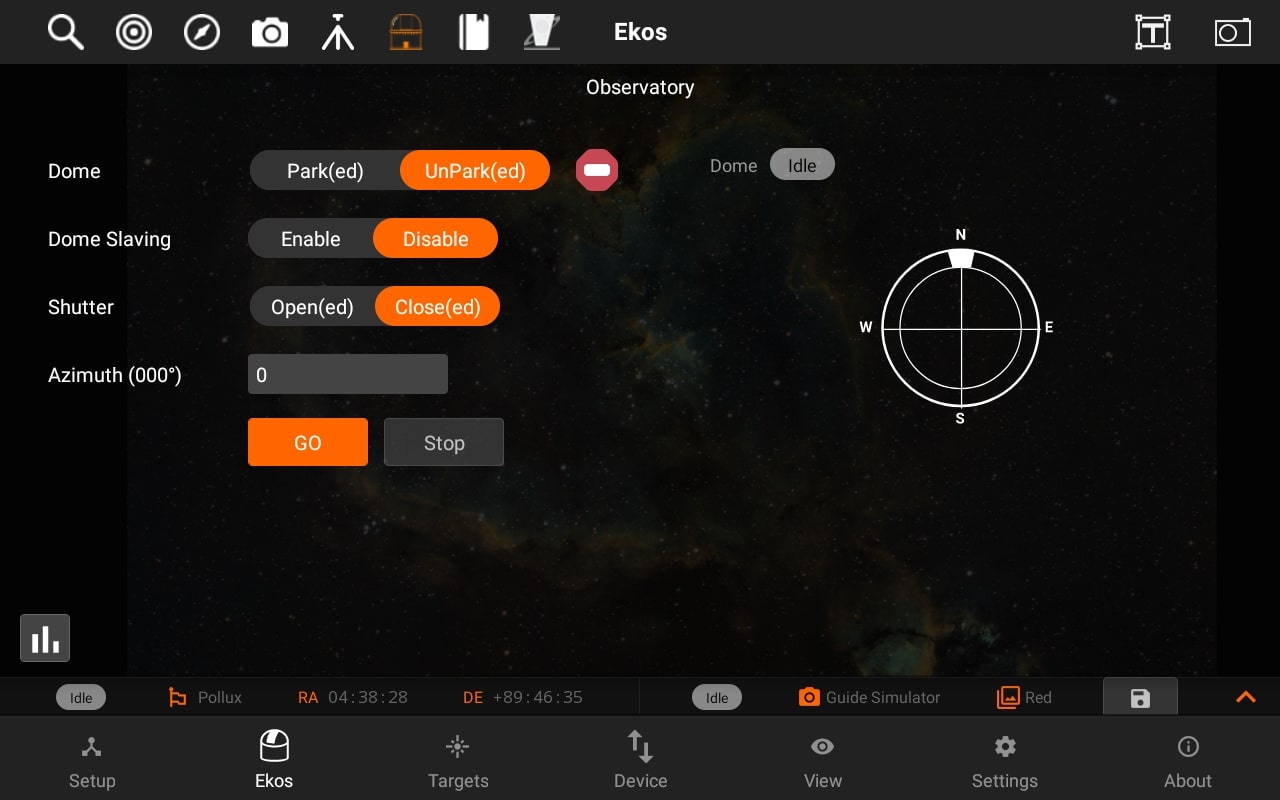 Ekos
T
Observatory
Dome Park(ed) UnPark(ed) Dome Idle
Dome Slaving Enable Disable
N
Shutter Open(ed) Close(ed)
W E
Azimuth (000°) 0
S
GO Stop
Idle Pollux RA 04:38:28 DE +89:46:35 Idle Guide Simulator Red
Setup Ekos Targets Device View Settings About